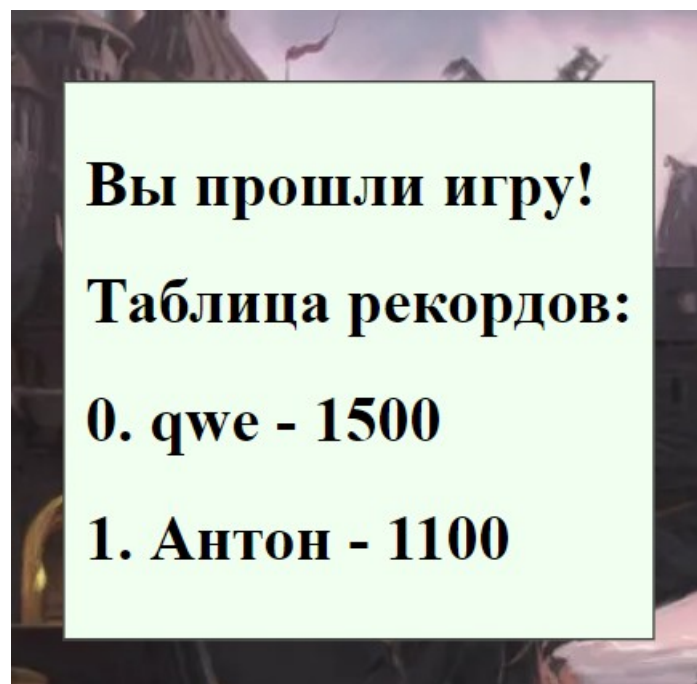 Вы прошли игру!
Таблица рекордов:
0. qwe - 1500
1. Антон - 1100